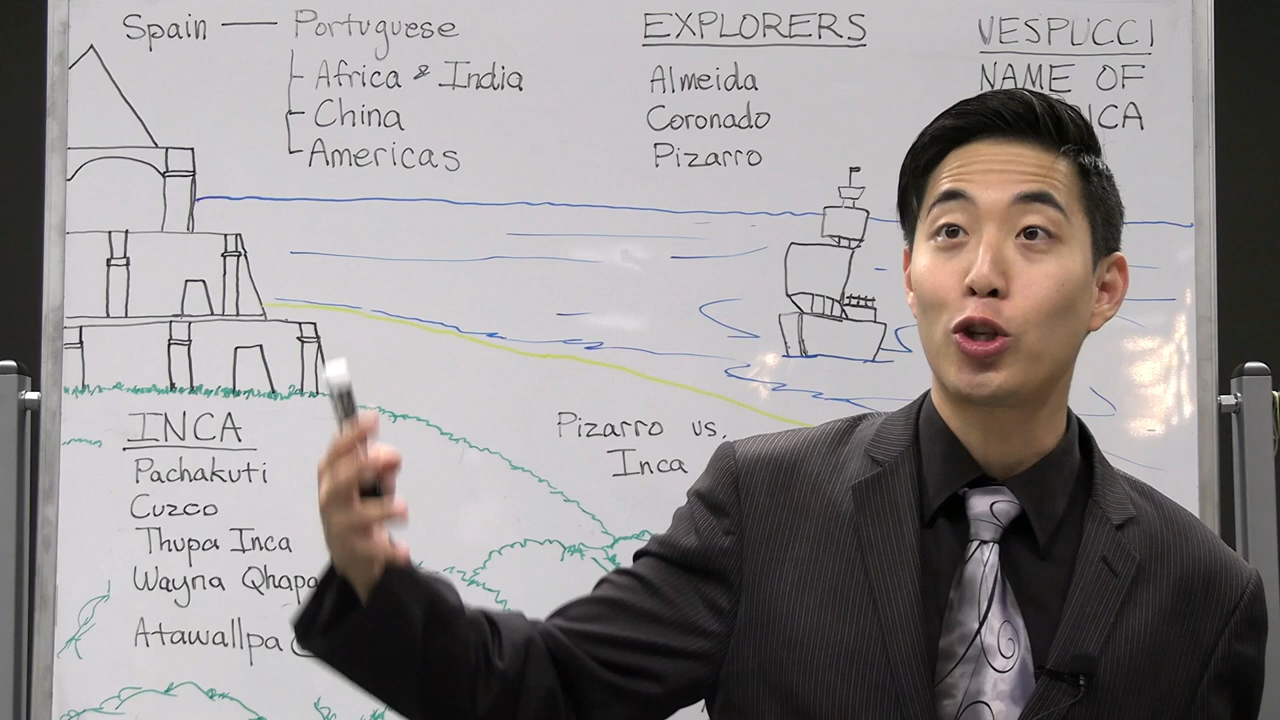 Spain — Portuguese
Africa & India
China
Americas
EXPLORERS
Almeida
Coronado
Pizarro
VESPUCCI
NAME OF
INCA
Pachakuti
Cuzco
Thupa Inca
Wayna
Atawallpa
Pizarro vs.
Inca